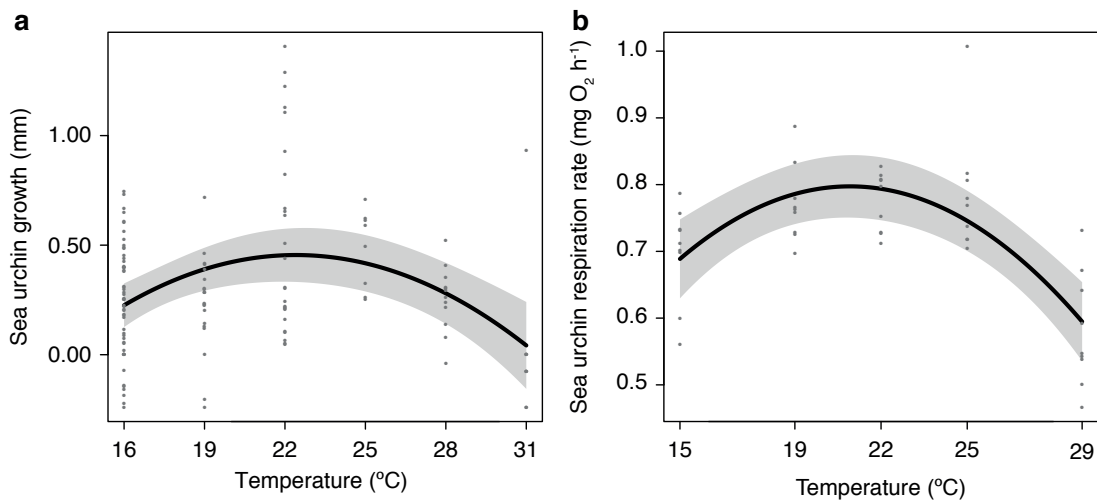 a
Sea urchin growth (mm)
1.00
0.50
0.00
16 19 22 25 28 31
Temperature (ºC)
b
Sea urchin respiration rate (mg O₂ h⁻¹)
1.0
0.9
0.8
0.7
0.6
0.5
15 19 22 25 29
Temperature (ºC)